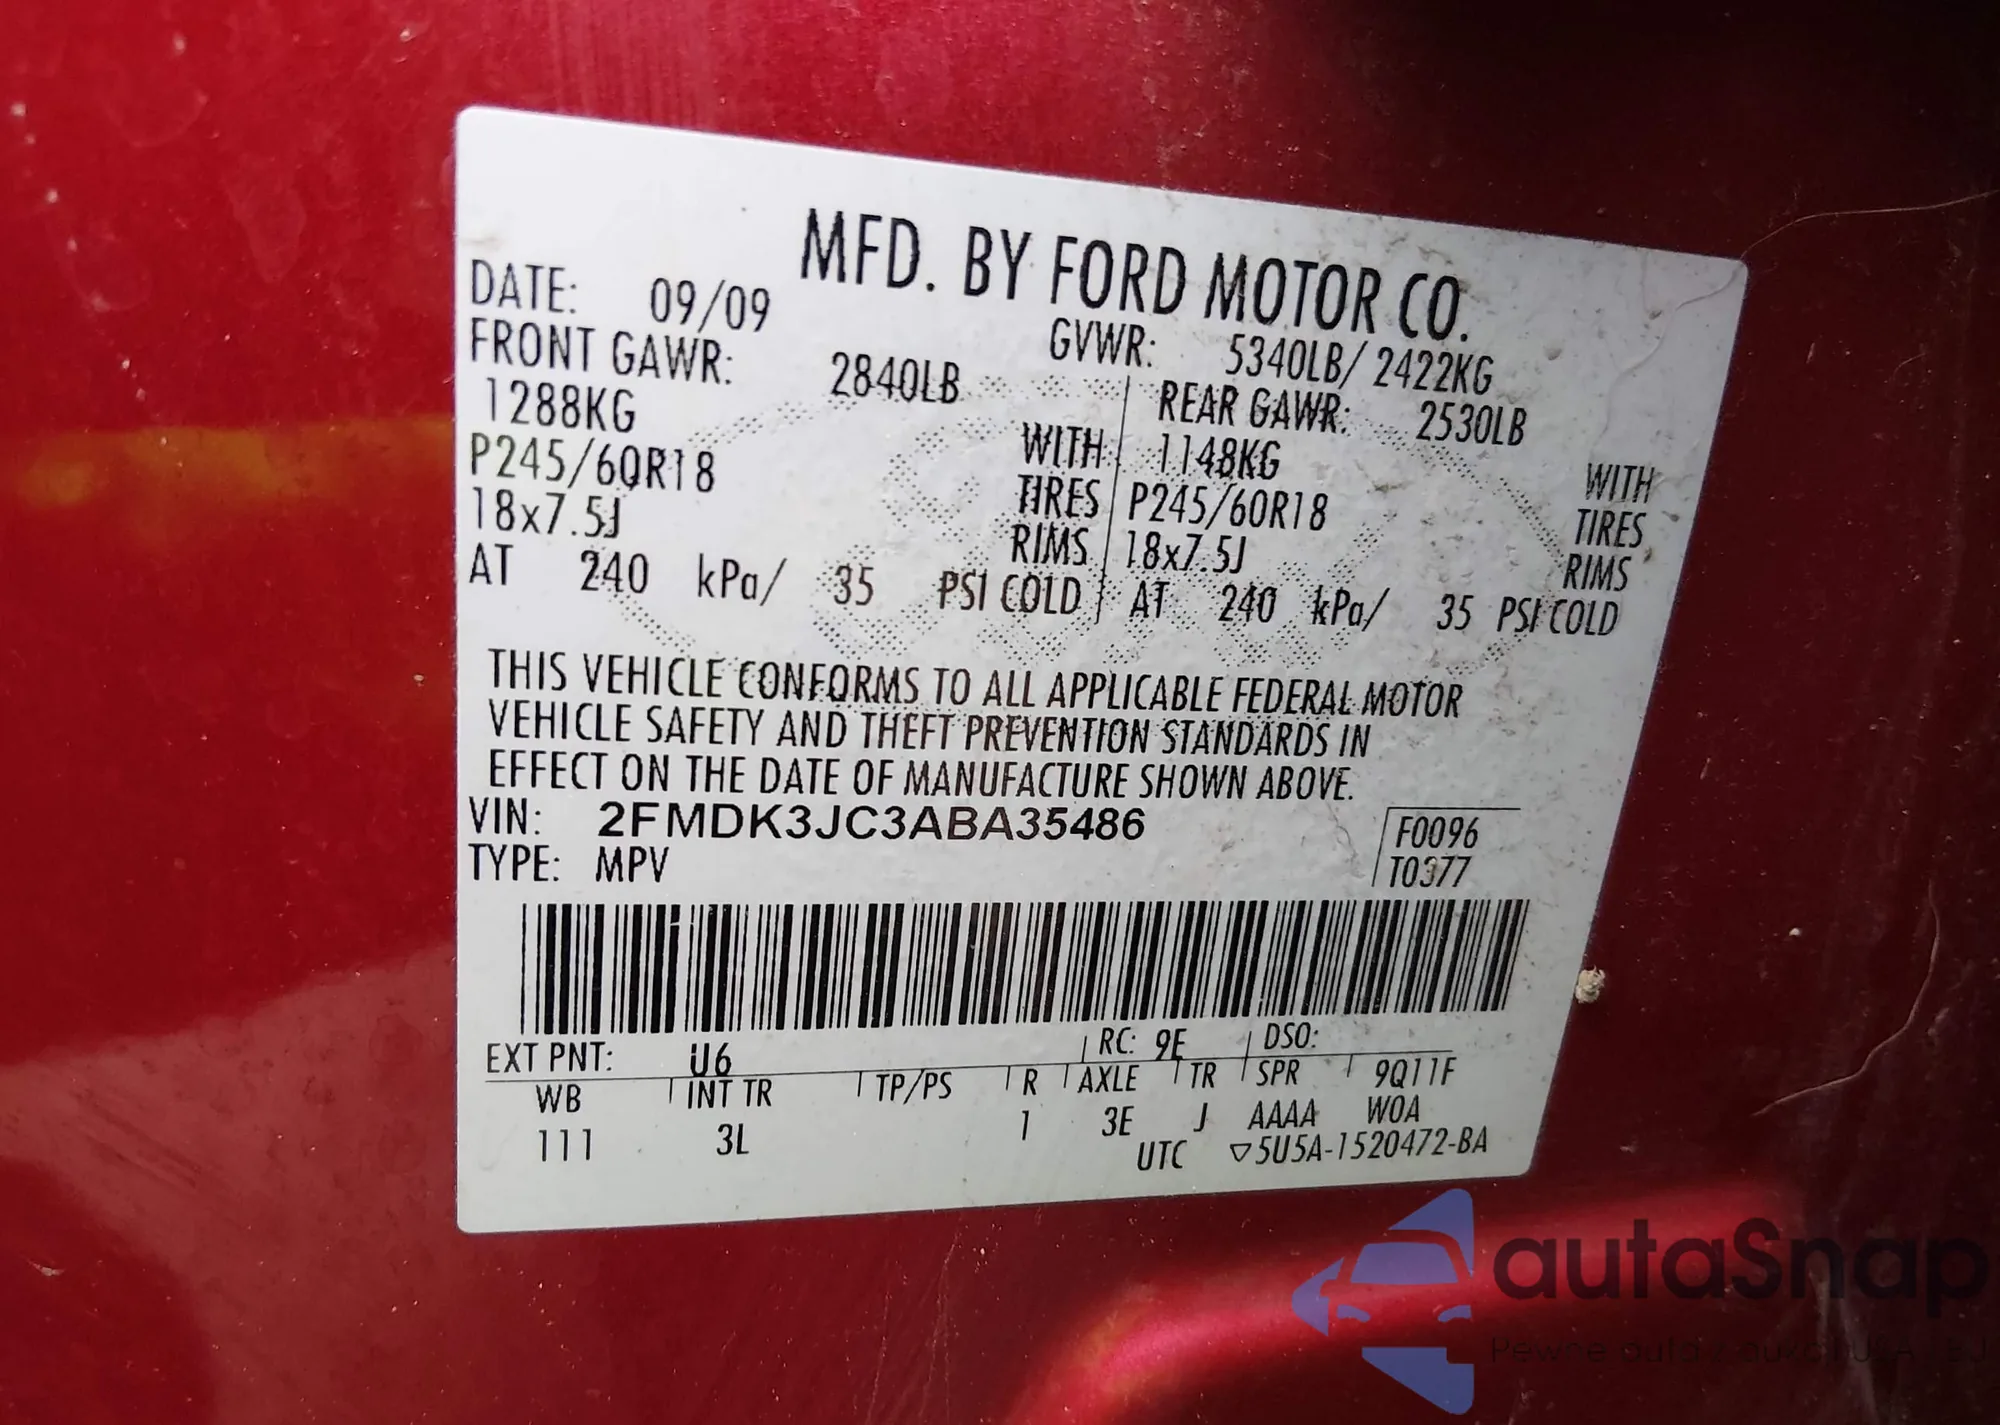 MFD. BY FORD MOTOR CO.
DATE: 09/09
GVWR: 5340LB/ 2422KG
FRONT GAWR: 2840LB
1288KG WITH
P245/60R18 TIRES
18x7.5J RIMS
AT 240 kPa/ 35 PSI COLD
REAR GAWR: 2530LB
1148KG WITH
P245/60R18 TIRES
18x7.5J RIMS
AT 240 kPa/ 35 PSI COLD
THIS VEHICLE CONFORMS TO ALL APPLICABLE FEDERAL MOTOR
VEHICLE SAFETY AND THEFT PREVENTION STANDARDS IN
EFFECT ON THE DATE OF MANUFACTURE SHOWN ABOVE.
VIN: 2FMDK3JC3ABA35486
F0096
TYPE: MPV
T0377
EXT PNT: U6 RC: 9E DSO:
WB INT TR TP/PS R AXLE TR SPR 9Q11F
111 3L 1 3E J AAAA W0A
UTC ▽5U5A-1520472-BA
autaSnap
Pewne auta / auta